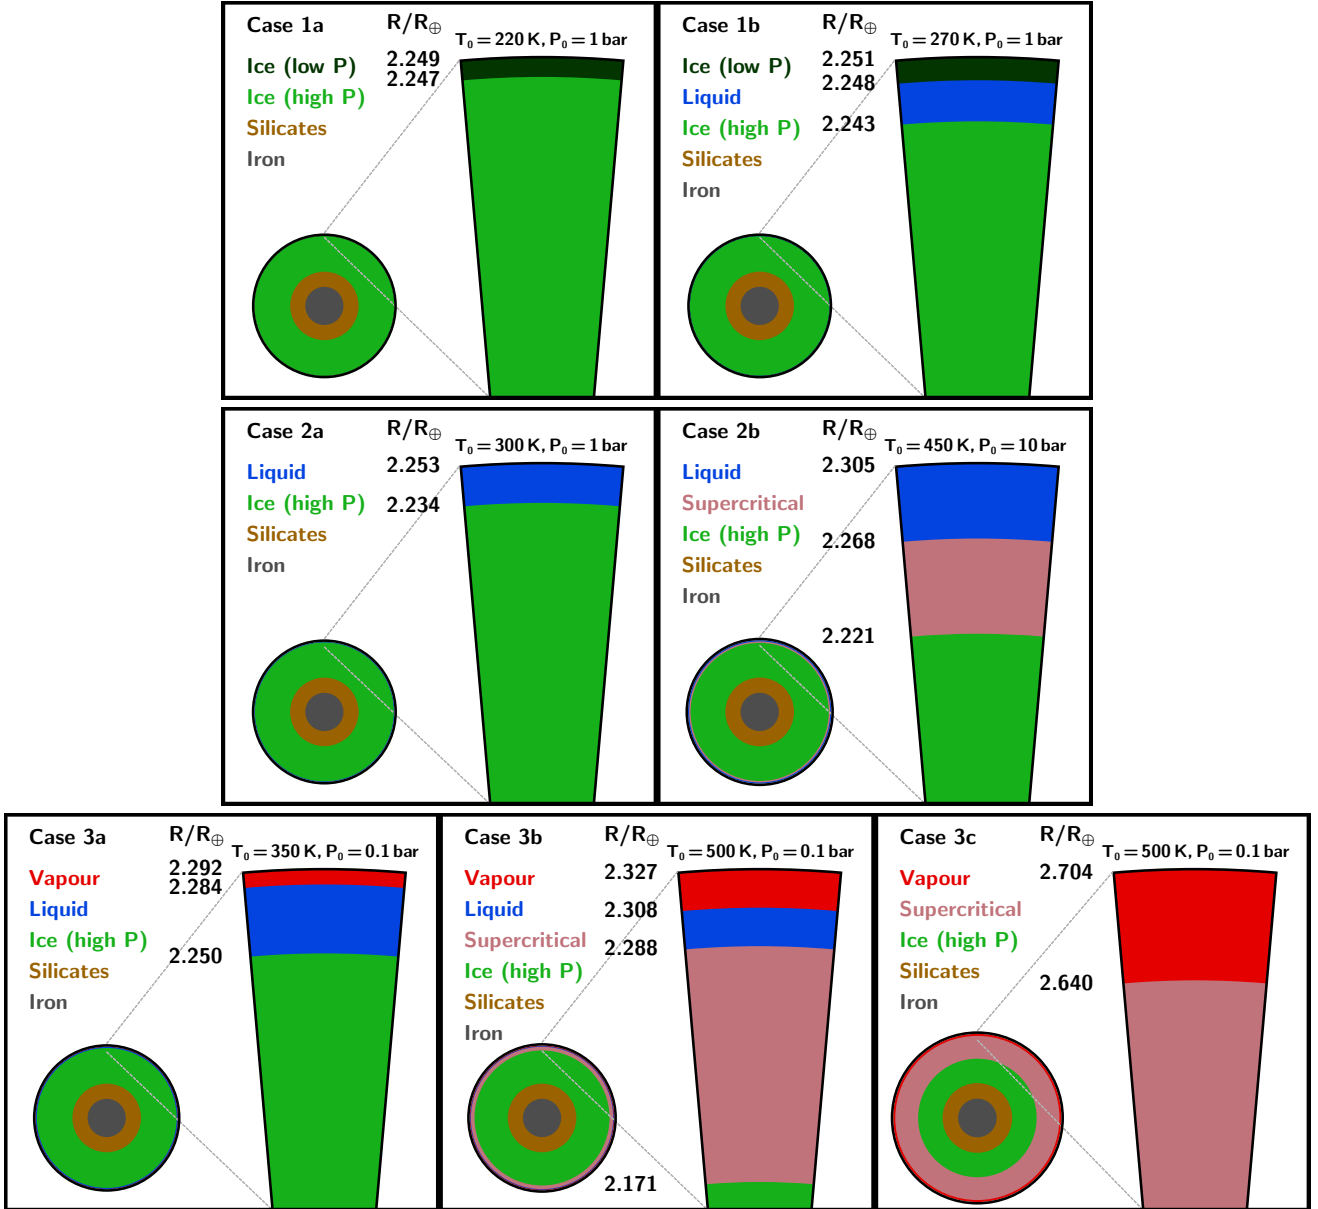 Case 1a
R/R⊕
T₀ = 220 K, P₀ = 1 bar
Ice (low P)
2.249
2.247
Ice (high P)
Silicates
Iron
Case 1b
R/R⊕
T₀ = 270 K, P₀ = 1 bar
Ice (low P)
2.251
2.248
Liquid
2.243
Ice (high P)
Silicates
Iron
Case 2a
R/R⊕
T₀ = 300 K, P₀ = 1 bar
Liquid
2.253
Ice (high P)
2.234
Silicates
Iron
Case 2b
R/R⊕
T₀ = 450 K, P₀ = 10 bar
Liquid
2.305
Supercritical
Ice (high P)
2.268
Silicates
Iron
2.221
Case 3a
R/R⊕
T₀ = 350 K, P₀ = 0.1 bar
Vapour
2.292
2.284
Liquid
Ice (high P)
2.250
Silicates
Iron
Case 3b
R/R⊕
T₀ = 500 K, P₀ = 0.1 bar
Vapour
2.327
Liquid
2.308
Supercritical
2.288
Ice (high P)
Silicates
Iron
2.171
Case 3c
R/R⊕
T₀ = 500 K, P₀ = 0.1 bar
Vapour
2.704
Supercritical
Ice (high P)
Silicates
2.640
Iron